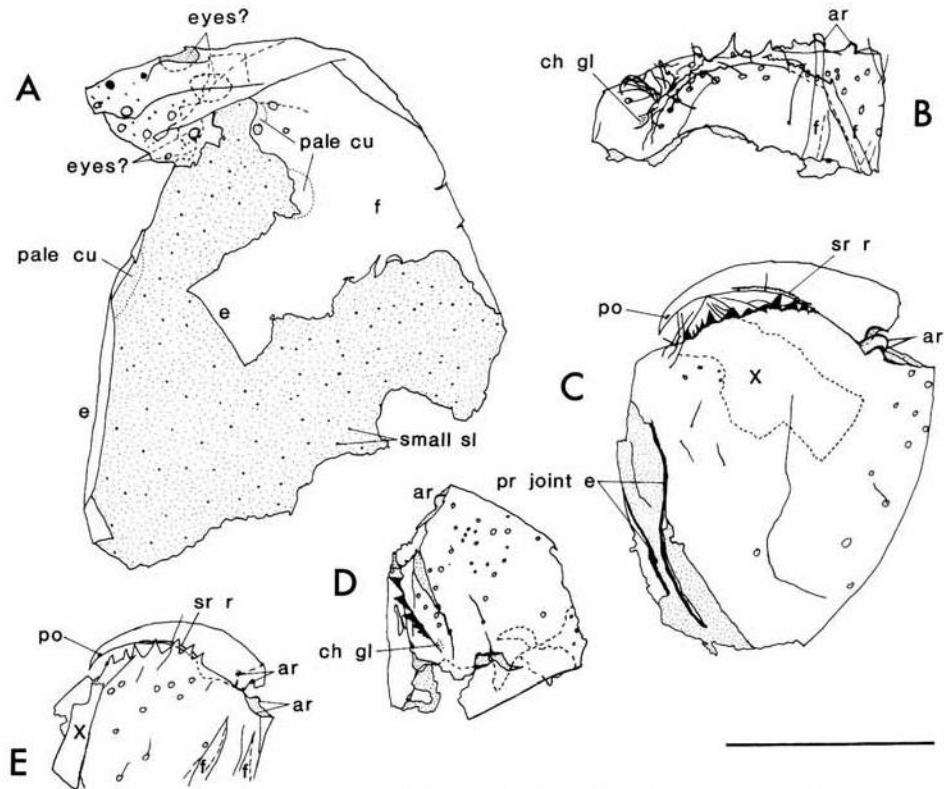 eyes?
A
pale cu
eyes?
f
pale cu
e
e
small sl
ar
ch gl
B
f
f
sr r
po
ar
C
X
pr joint e
ar
D
ch gl
sr r
po
ar
ar
X
E
f
f